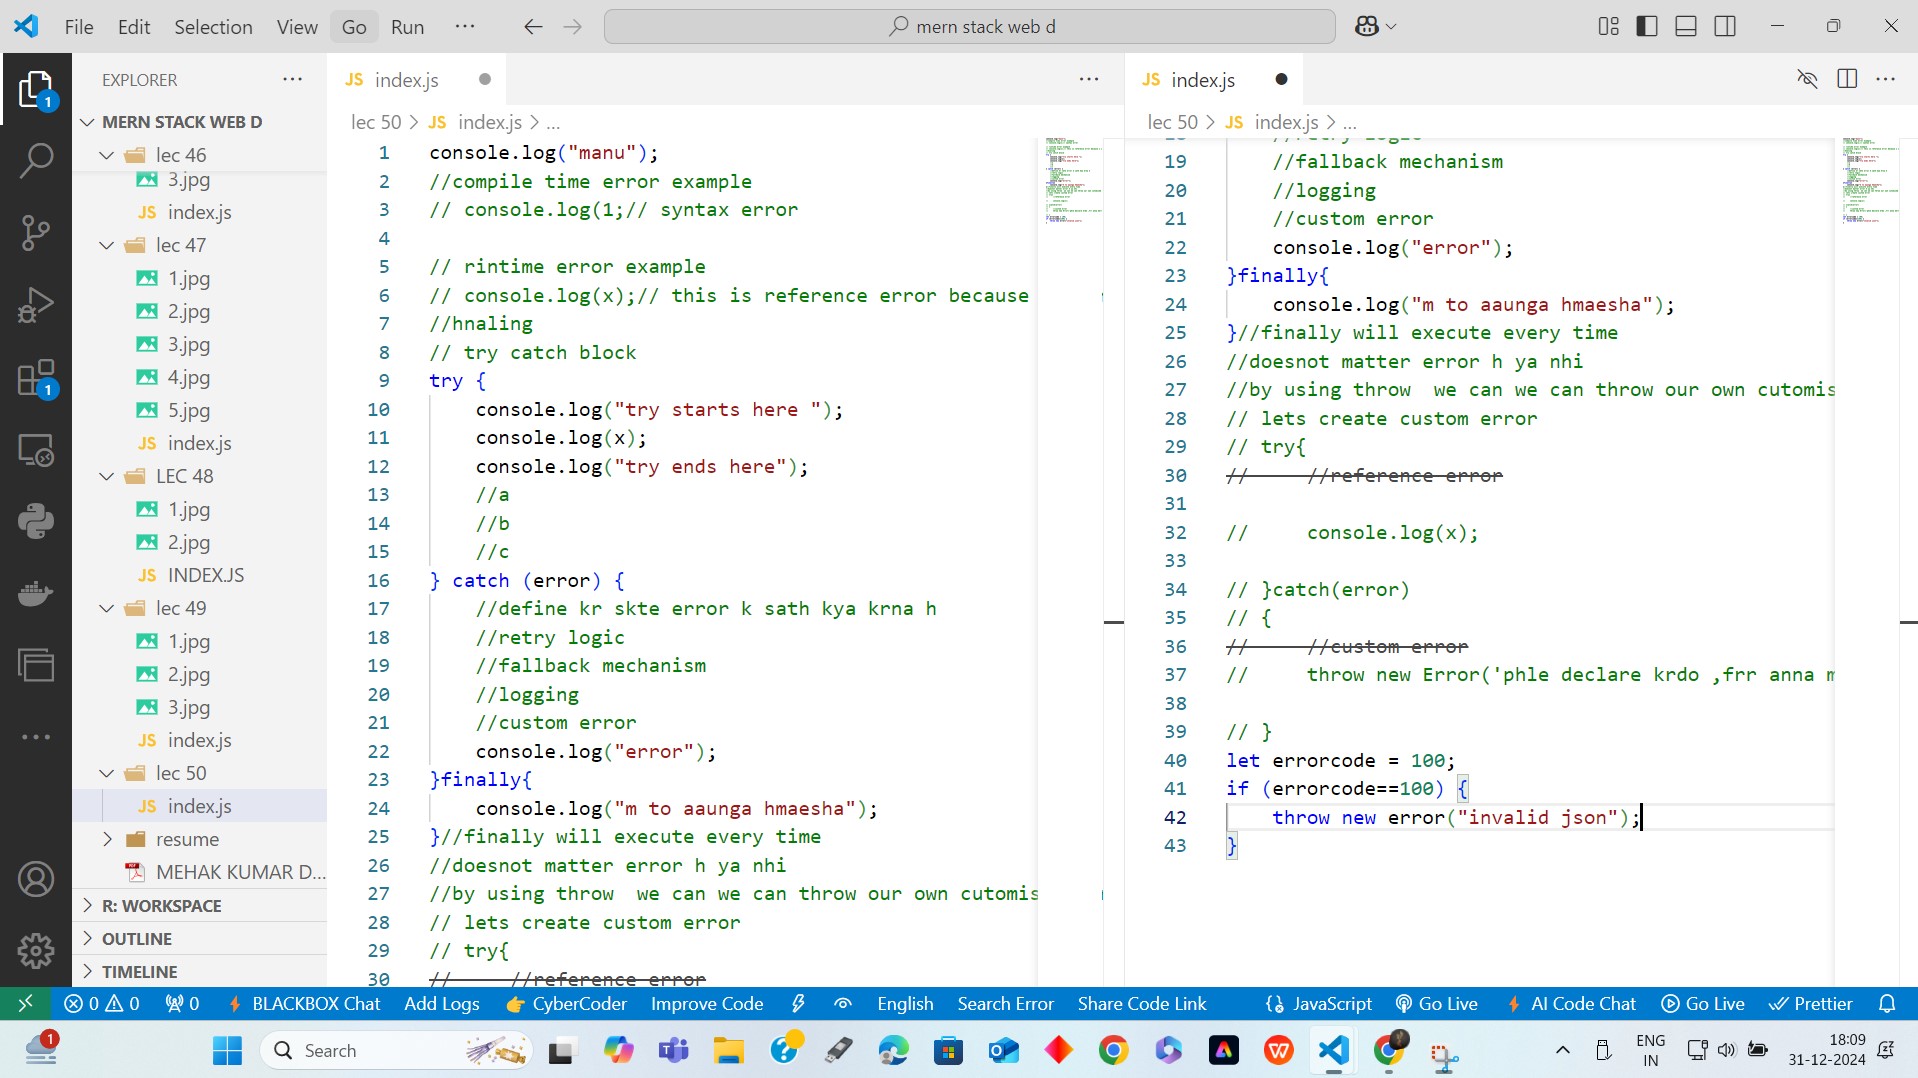 File Edit Selection View Go Run ···
mern stack web d
EXPLORER
MERN STACK WEB D
lec 46
3.jpg
JS index.js
lec 47
1.jpg
2.jpg
3.jpg
4.jpg
5.jpg
JS index.js
LEC 48
1.jpg
2.jpg
JS INDEX.JS
lec 49
1.jpg
2.jpg
3.jpg
JS index.js
lec 50
JS index.js
resume
MEHAK KUMAR D...
R: WORKSPACE
OUTLINE
TIMELINE
1
1
JS index.js
lec 50 > JS index.js > ...
1 console.log("manu");
2 //compile time error example
3 // console.log(1;// syntax error
4
5 // rintime error example
6 // console.log(x);// this is reference error because
7 //hnaling
8 // try catch block
9 try {
10 console.log("try starts here ");
11 console.log(x);
12 console.log("try ends here");
13 //a
14 //b
15 //c
16 } catch (error) {
17 //define kr skte error k sath kya krna h
18 //retry logic
19 //fallback mechanism
20 //logging
21 //custom error
22 console.log("error");
23 }finally{
24 console.log("m to aaunga hmaesha");
25 }//finally will execute every time
26 //doesnot matter error h ya nhi
27 //by using throw  we can we can throw our own cutomis
28 // lets create custom error
29 // try{
30 //     //reference error
JS index.js
lec 50 > JS index.js > ...
//retry logic
19 //fallback mechanism
20 //logging
21 //custom error
22 console.log("error");
23 }finally{
24 console.log("m to aaunga hmaesha");
25 }//finally will execute every time
26 //doesnot matter error h ya nhi
27 //by using throw  we can we can throw our own cutomis
28 // lets create custom error
29 // try{
30 //     //reference error
31
32 //     console.log(x);
33
34 // }catch(error)
35 // {
36 //     //custom error
37 //     throw new Error('phle declare krdo ,frr anna m
38
39 // }
40 let errorcode = 100;
41 if (errorcode==100) {
42 throw new error("invalid json");
43 }
0 0 0 BLACKBOX Chat Add Logs CyberCoder Improve Code English Search Error Share Code Link JavaScript Go Live AI Code Chat Go Live Prettier
1
Search
ENG
IN
18:09
31-12-2024